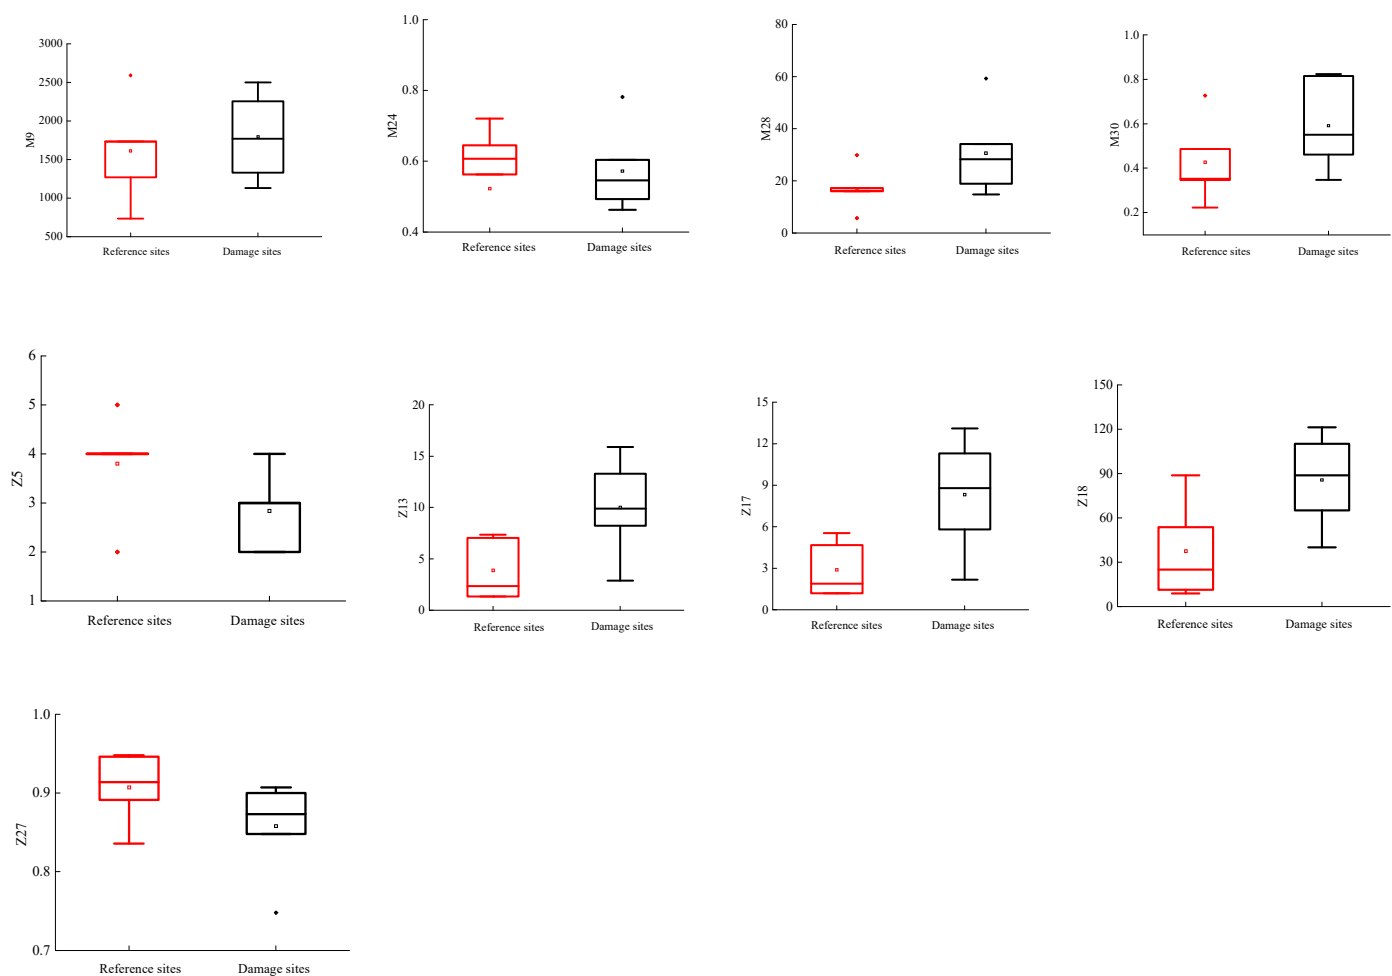 3000
2500
2000
1500
1000
500
M9
Reference sites Damage sites
1.0
0.8
0.6
0.4
M24
Reference sites Damage sites
80
60
40
20
0
M28
Reference sites Damage sites
1.0
0.8
0.6
0.4
0.2
M30
Reference sites Damage sites
6
5
4
3
2
1
Z5
Reference sites Damage sites
20
15
10
5
0
Z13
Reference sites Damage sites
15
12
9
6
3
0
Z17
Reference sites Damage sites
150
120
90
60
30
0
Z18
Reference sites Damage sites
1.0
0.9
0.8
0.7
Z27
Reference sites Damage sites